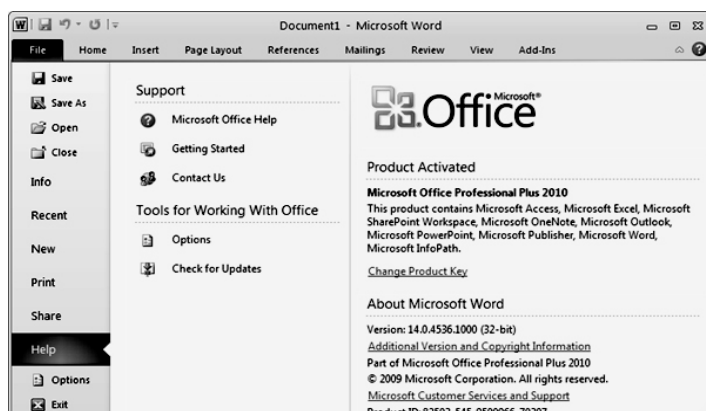 Document1 - Microsoft Word
File Home Insert Page Layout References Mailings Review View Add-Ins
Save
Save As
Open
Close
Info
Recent
New
Print
Share
Help
Options
Exit
Support
Microsoft Office Help
Getting Started
Contact Us
Tools for Working With Office
Options
Check for Updates
Microsoft®
Office
Product Activated
Microsoft Office Professional Plus 2010
This product contains Microsoft Access, Microsoft Excel, Microsoft
SharePoint Workspace, Microsoft OneNote, Microsoft Outlook,
Microsoft PowerPoint, Microsoft Publisher, Microsoft Word,
Microsoft InfoPath.
Change Product Key
About Microsoft Word
Version: 14.0.4536.1000 (32-bit)
Additional Version and Copyright Information
Part of Microsoft Office Professional Plus 2010
© 2009 Microsoft Corporation. All rights reserved.
Microsoft Customer Services and Support
Product ID: